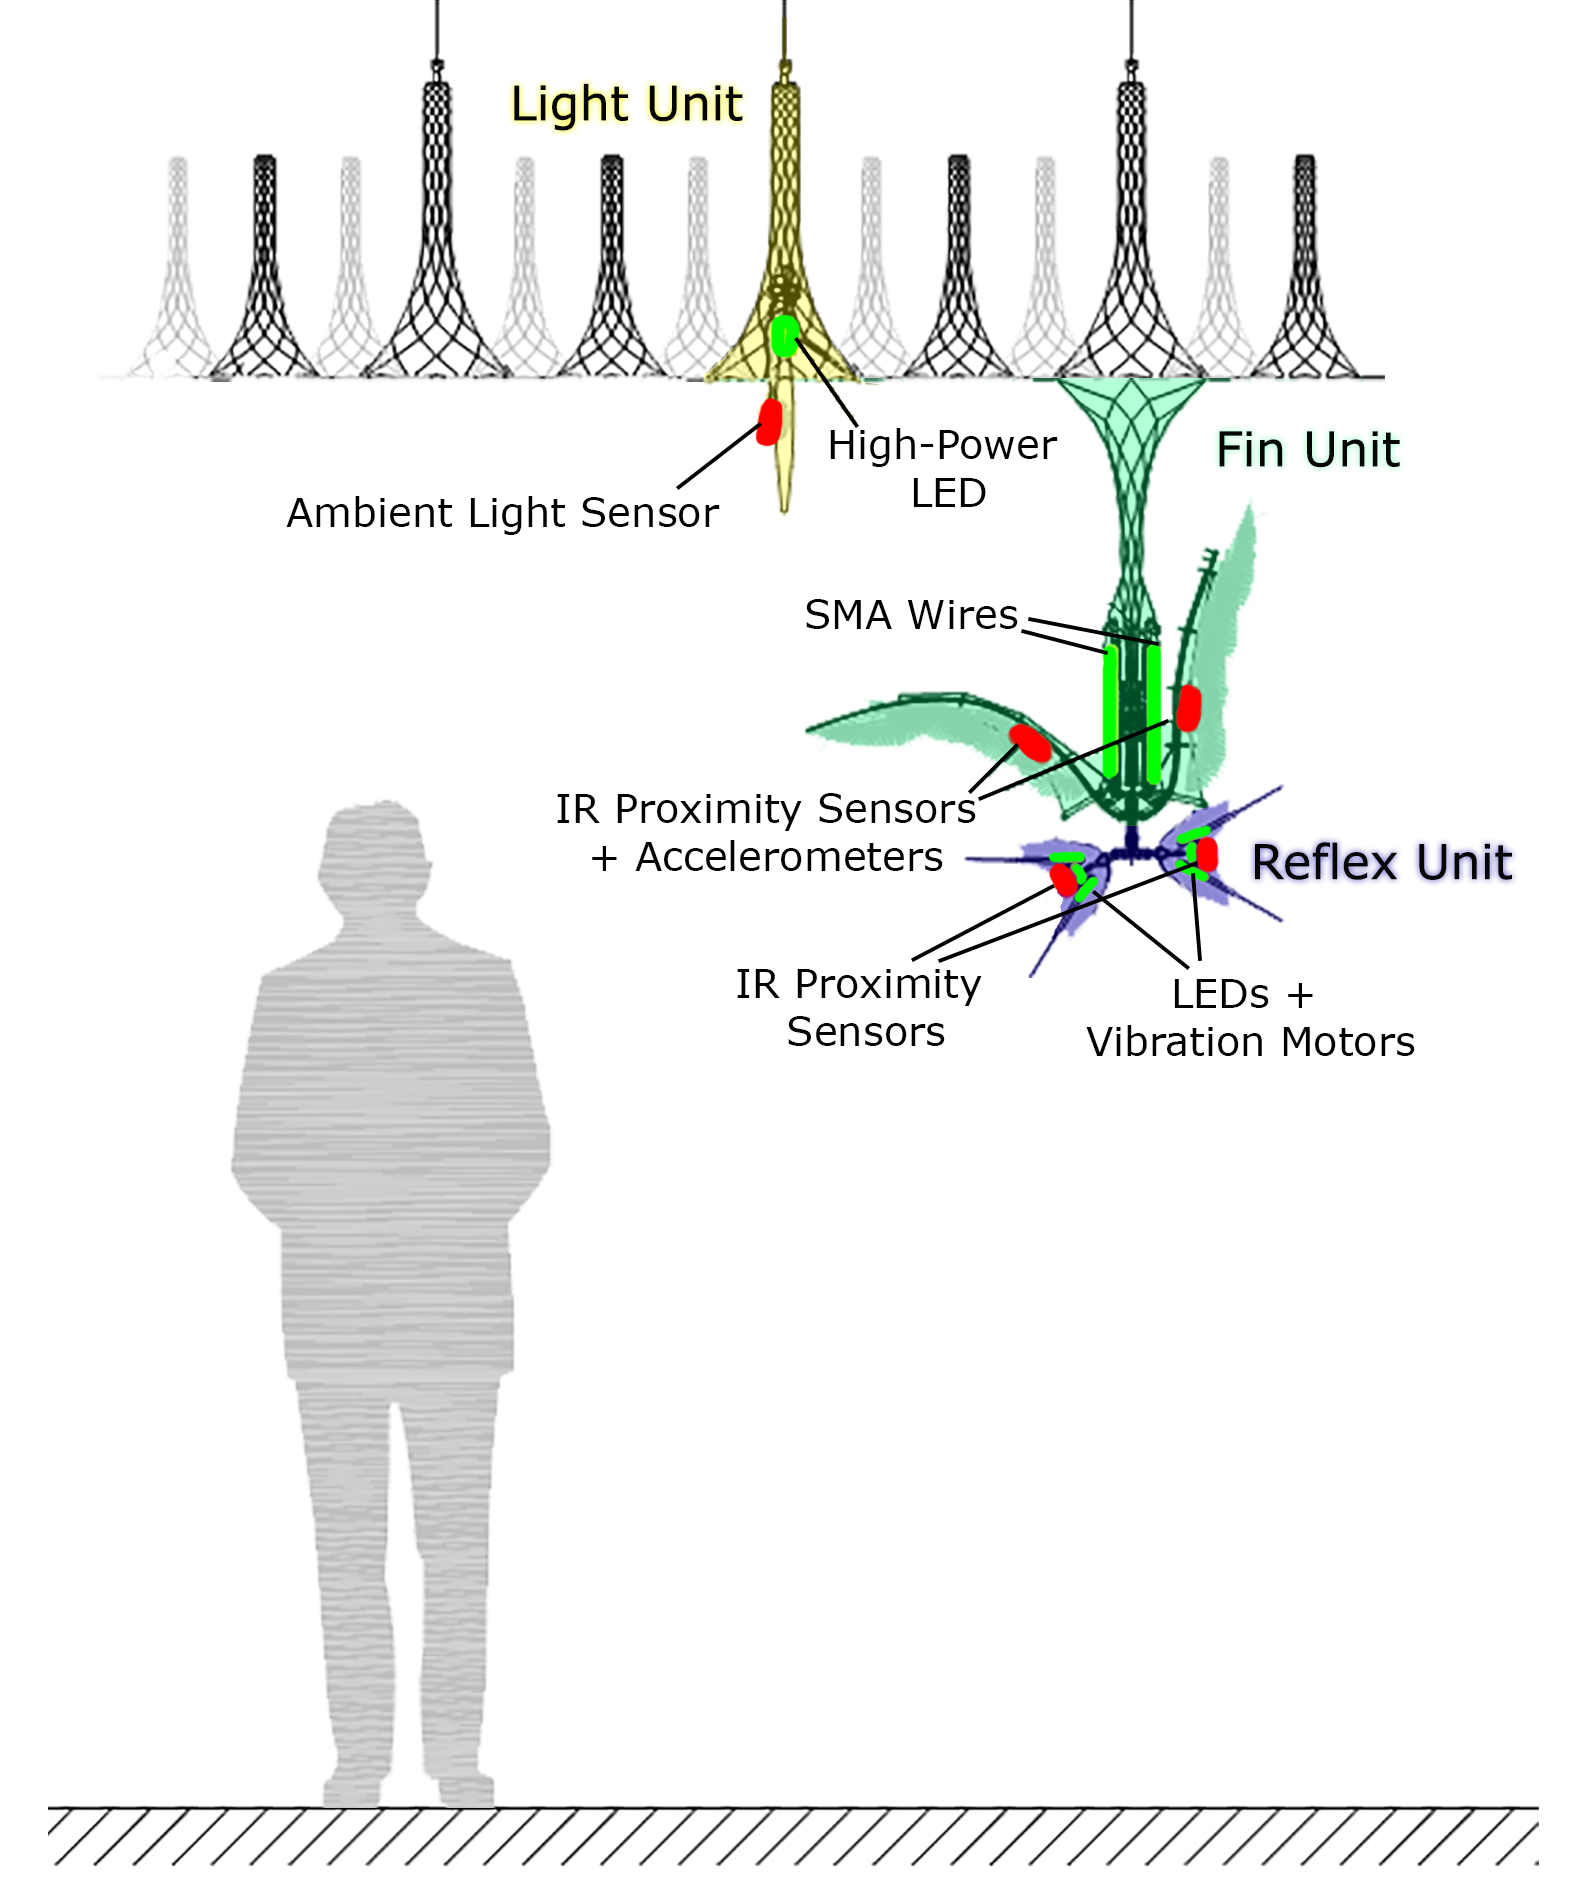 Light Unit
High-Power
LED
Fin Unit
Ambient Light Sensor
SMA Wires
IR Proximity Sensors
+ Accelerometers
Reflex Unit
IR Proximity
Sensors
LEDs +
Vibration Motors